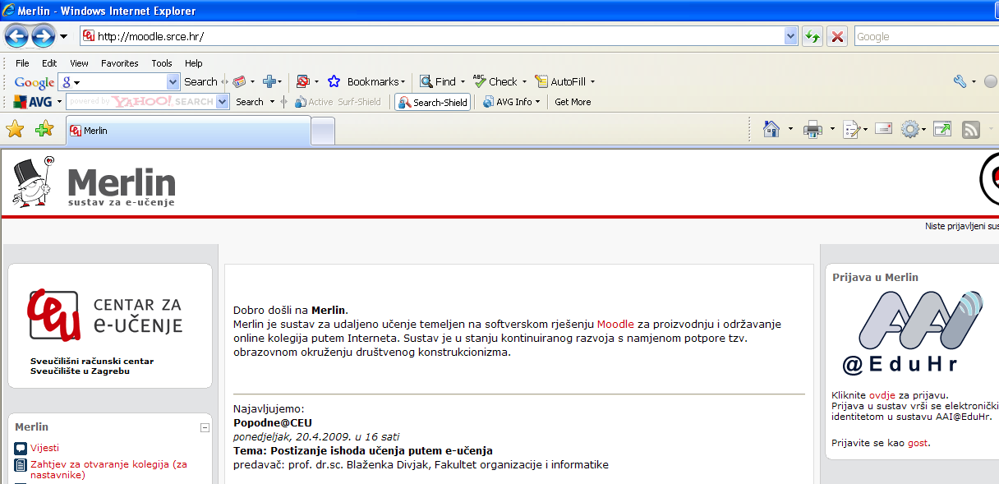 Merlin - Windows Internet Explorer
http://moodle.srce.hr/
Google
File Edit View Favorites Tools Help
Google g Search Bookmarks Find ABC Check AutoFill
AVG powered by YAHOO! SEARCH Search Active Surf-Shield Search-Shield AVG Info Get More
Merlin
Merlin
sustav za e-učenje
Niste prijavljeni sus
ceu CENTAR ZA
e-UČENJE
Sveučilišni računski centar
Sveučilište u Zagrebu
Merlin
Vijesti
Zahtjev za otvaranje kolegija (za
nastavnike)
Dobro došli na Merlin.
Merlin je sustav za udaljeno učenje temeljen na softverskom rješenju Moodle za proizvodnju i održavanje
online kolegija putem Interneta. Sustav je u stanju kontinuiranog razvoja s namjenom potpore tzv.
obrazovnom okruženju društvenog konstrukcionizma.
Najavljujemo:
Popodne@CEU
ponedjeljak, 20.4.2009. u 16 sati
Tema: Postizanje ishoda učenja putem e-učenja
predavač: prof. dr.sc. Blaženka Divjak, Fakultet organizacije i informatike
Prijava u Merlin
AAI
@EduHr
Kliknite ovdje za prijavu.
Prijava u sustav vrši se elektronički
identitetom u sustavu AAI@EduHr.
Prijavite se kao gost.